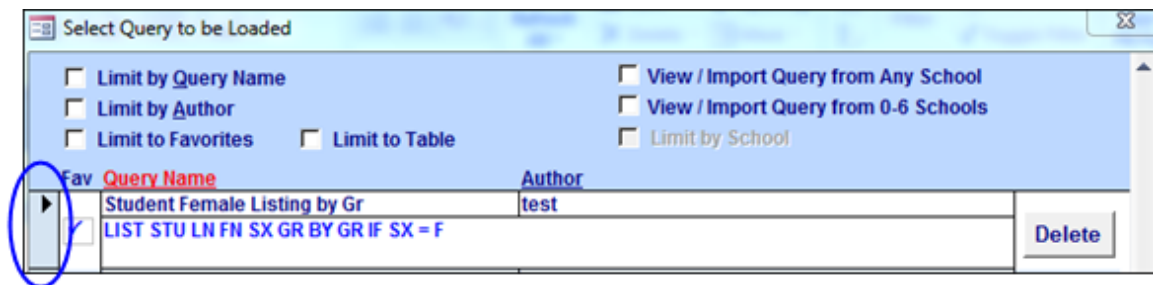 Select Query to be Loaded
Limit by Query Name
View / Import Query from Any School
Limit by Author
View / Import Query from 0-6 Schools
Limit to Favorites
Limit to Table
Limit by School
Fav Query Name Author
Student Female Listing by Gr test
LIST STU LN FN SX GR BY GR IF SX = F
Delete